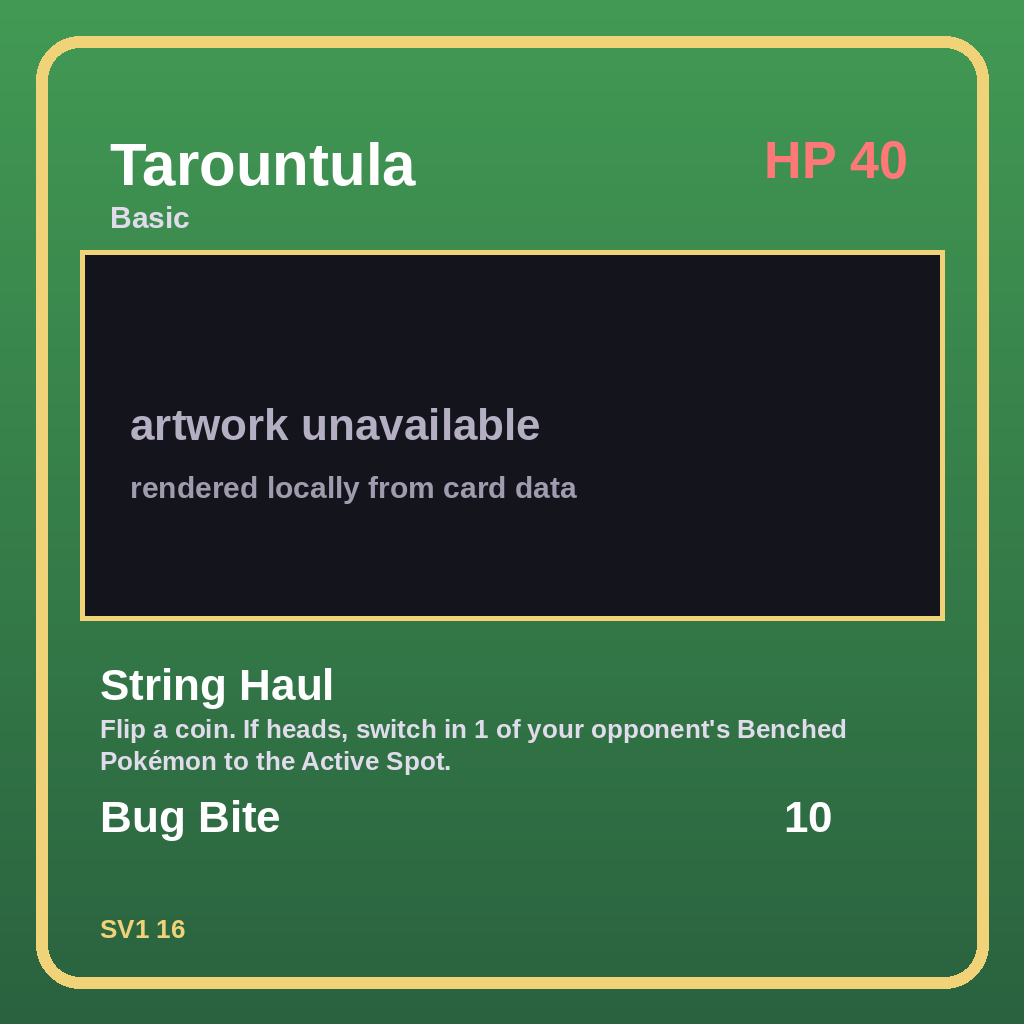 Tarountula
HP 40
Basic
artwork unavailable
rendered locally from card data
String Haul
Flip a coin. If heads, switch in 1 of your opponent's Benched
Pokémon to the Active Spot.
Bug Bite
10
SV1 16